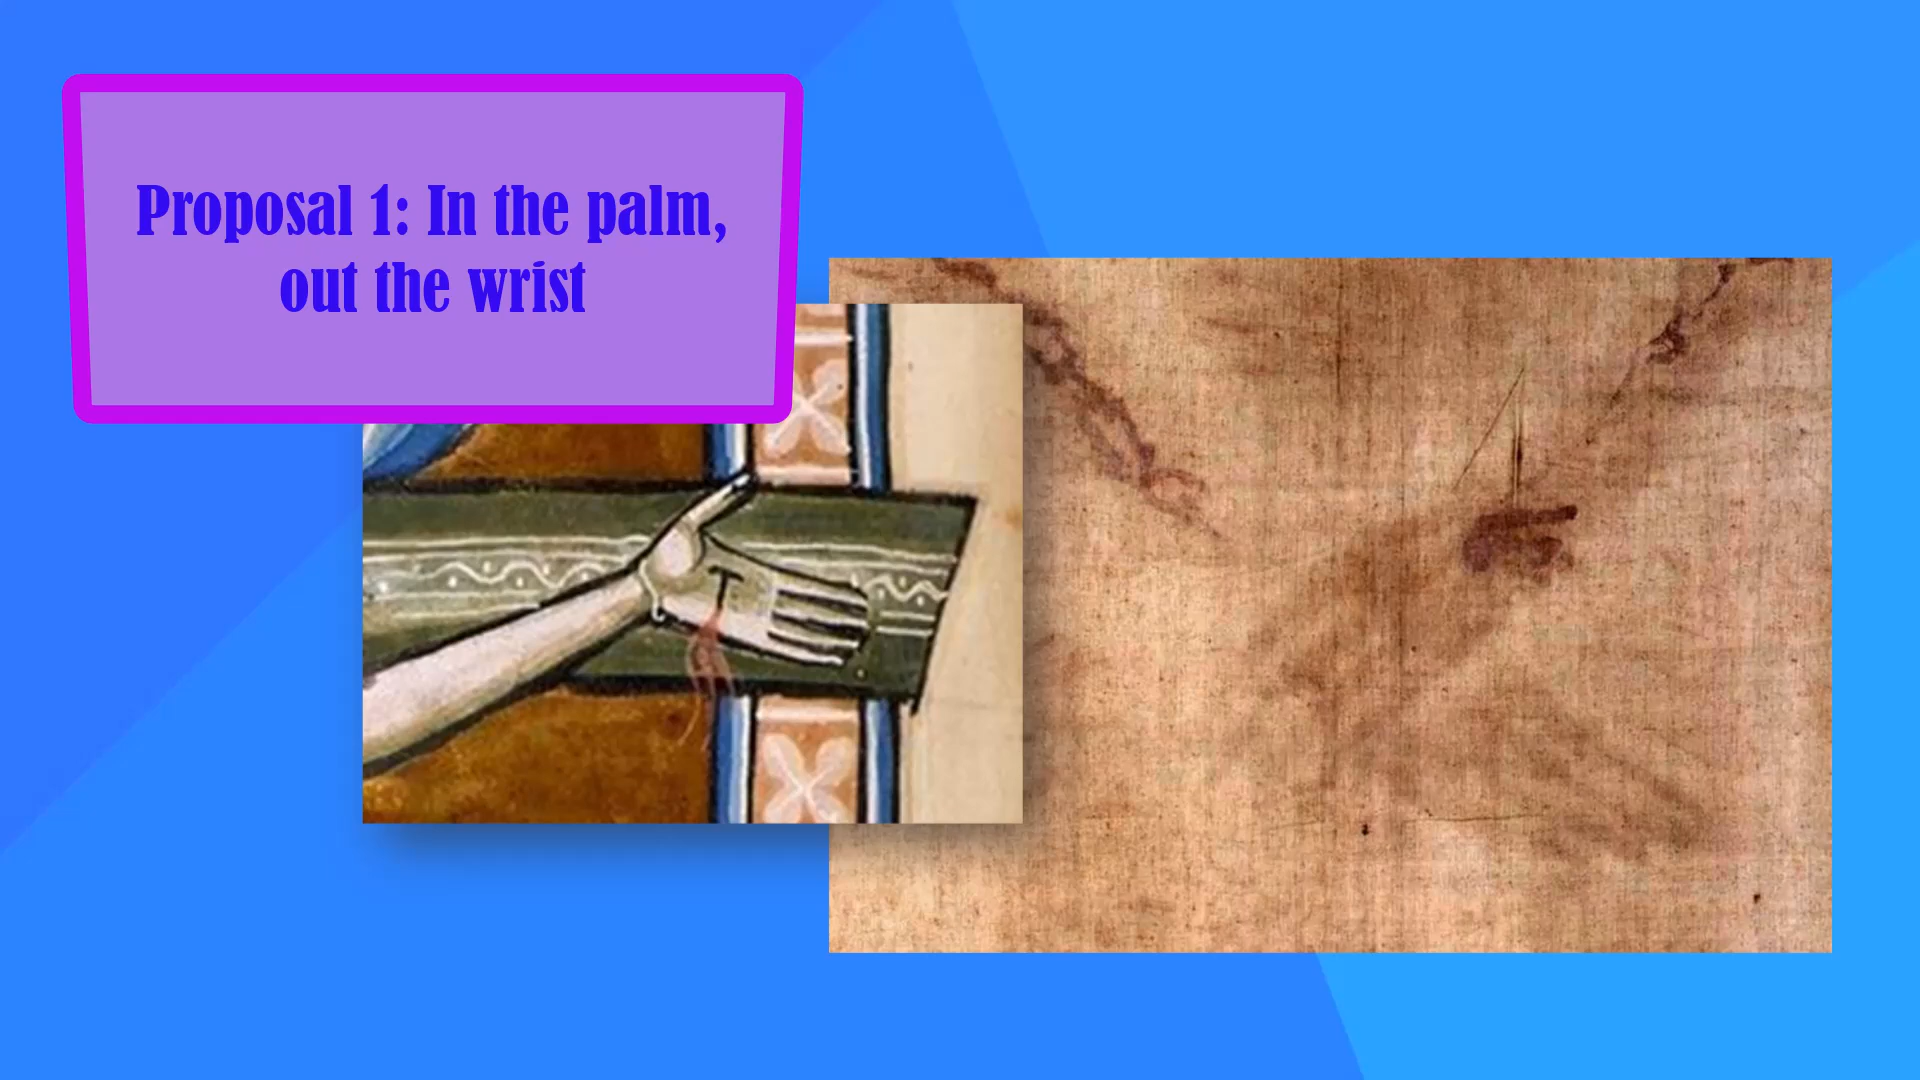 Proposal 1: In the palm,
out the wrist